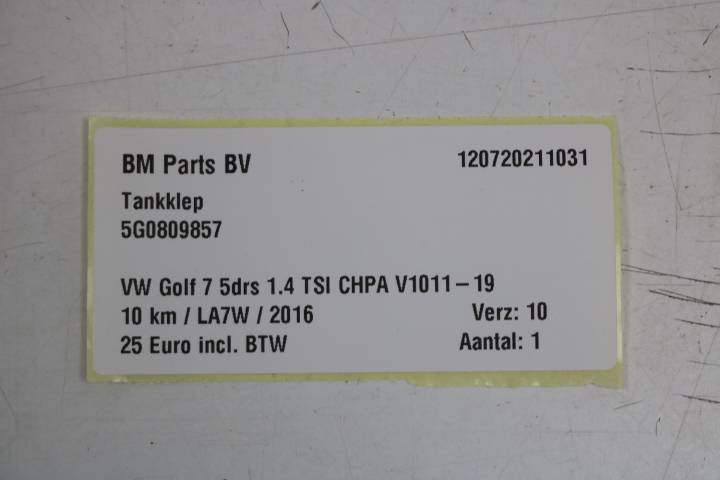 BM Parts BV 120720211031
Tankklep
5G0809857
VW Golf 7 5drs 1.4 TSI CHPA V1011-19
10 km / LA7W / 2016 Verz: 10
25 Euro incl. BTW Aantal: 1